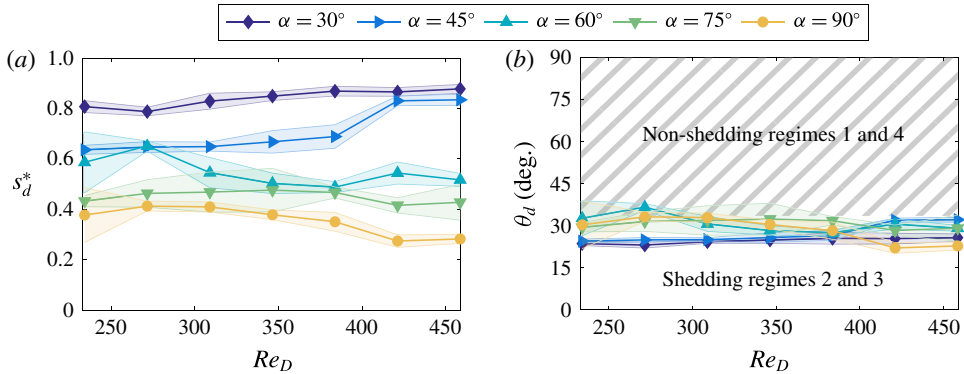 α = 30° α = 45° α = 60° α = 75° α = 90°
(a)
1.0
0.8
0.6
0.4
0.2
0
s*d
250 300 350 400 450
ReD
(b)
90
75
60
45
30
15
0
θd (deg.)
Non-shedding regimes 1 and 4
Shedding regimes 2 and 3
250 300 350 400 450
ReD